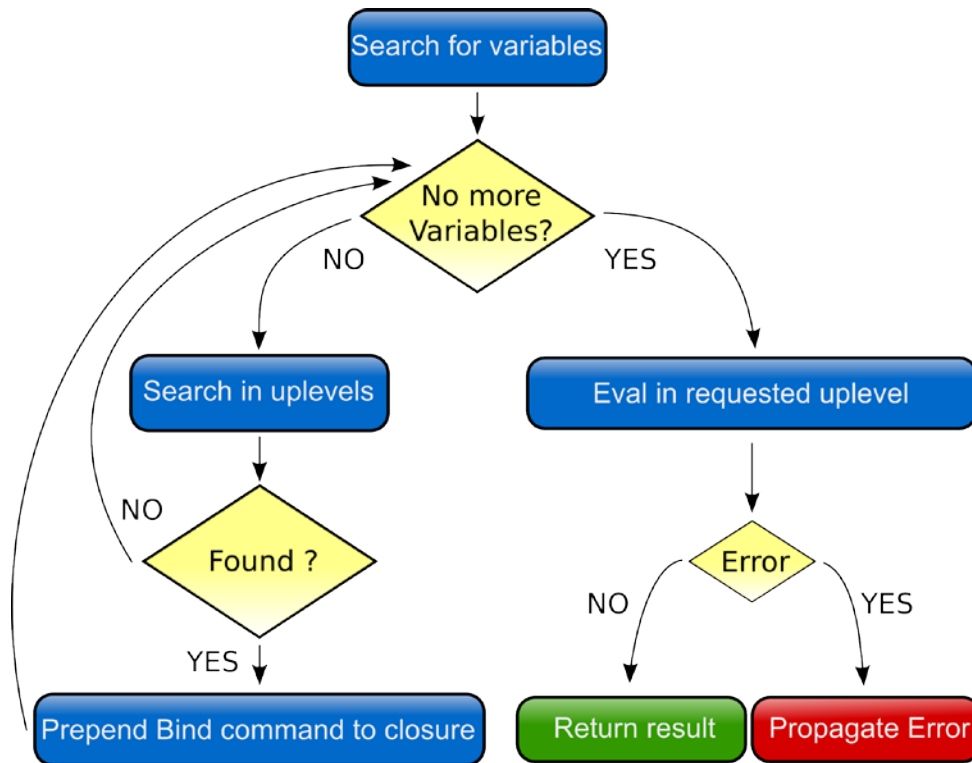 Search for variables
No more
Variables?
NO
YES
Search in uplevels
Eval in requested uplevel
NO
Found ?
Error
NO
YES
YES
Prepend Bind command to closure
Return result
Propagate Error